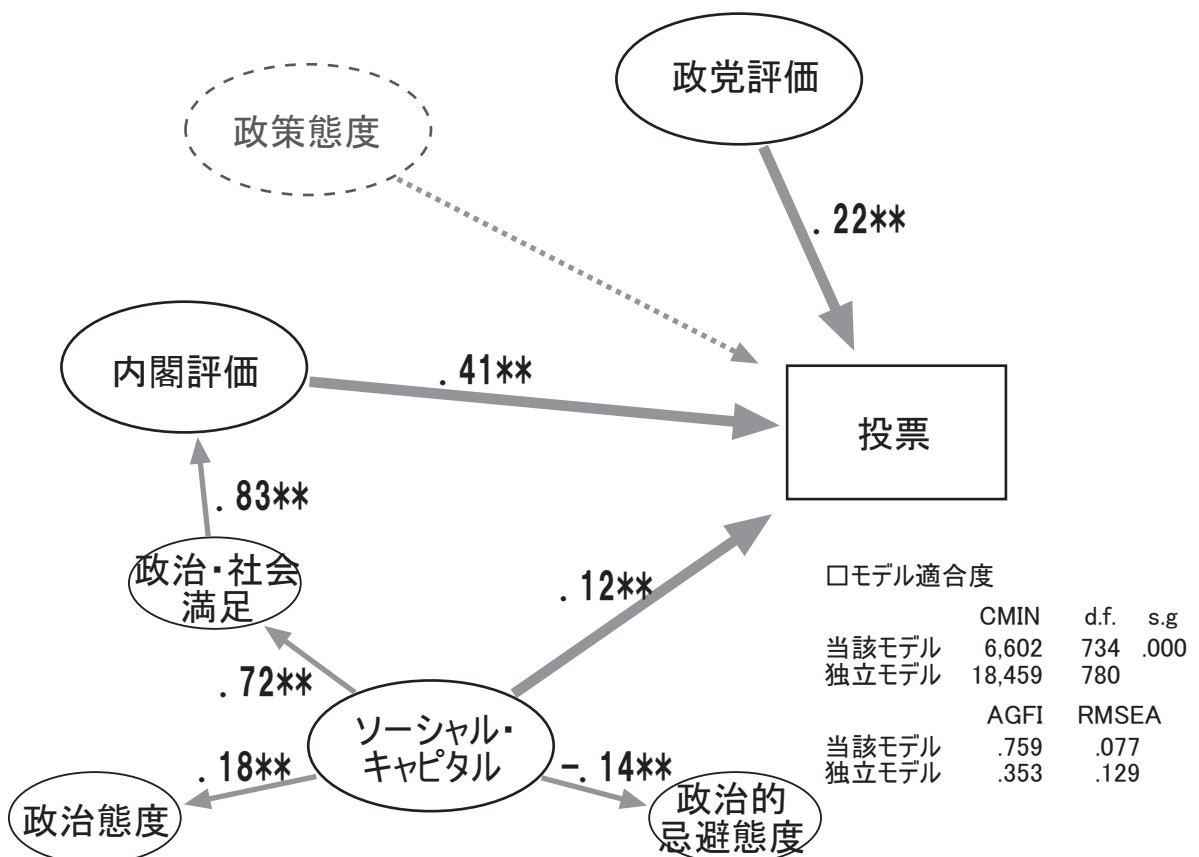 政党評価
政策態度
.22**
内閣評価
.41**
投票
.83**
政治・社会
満足
.12**
.72**
ソーシャル・
キャピタル
.18**
-.14**
政治態度
政治的
忌避態度
□モデル適合度
CMIN d.f. s.g
当該モデル 6,602 734 .000
独立モデル 18,459 780
AGFI RMSEA
当該モデル .759 .077
独立モデル .353 .129